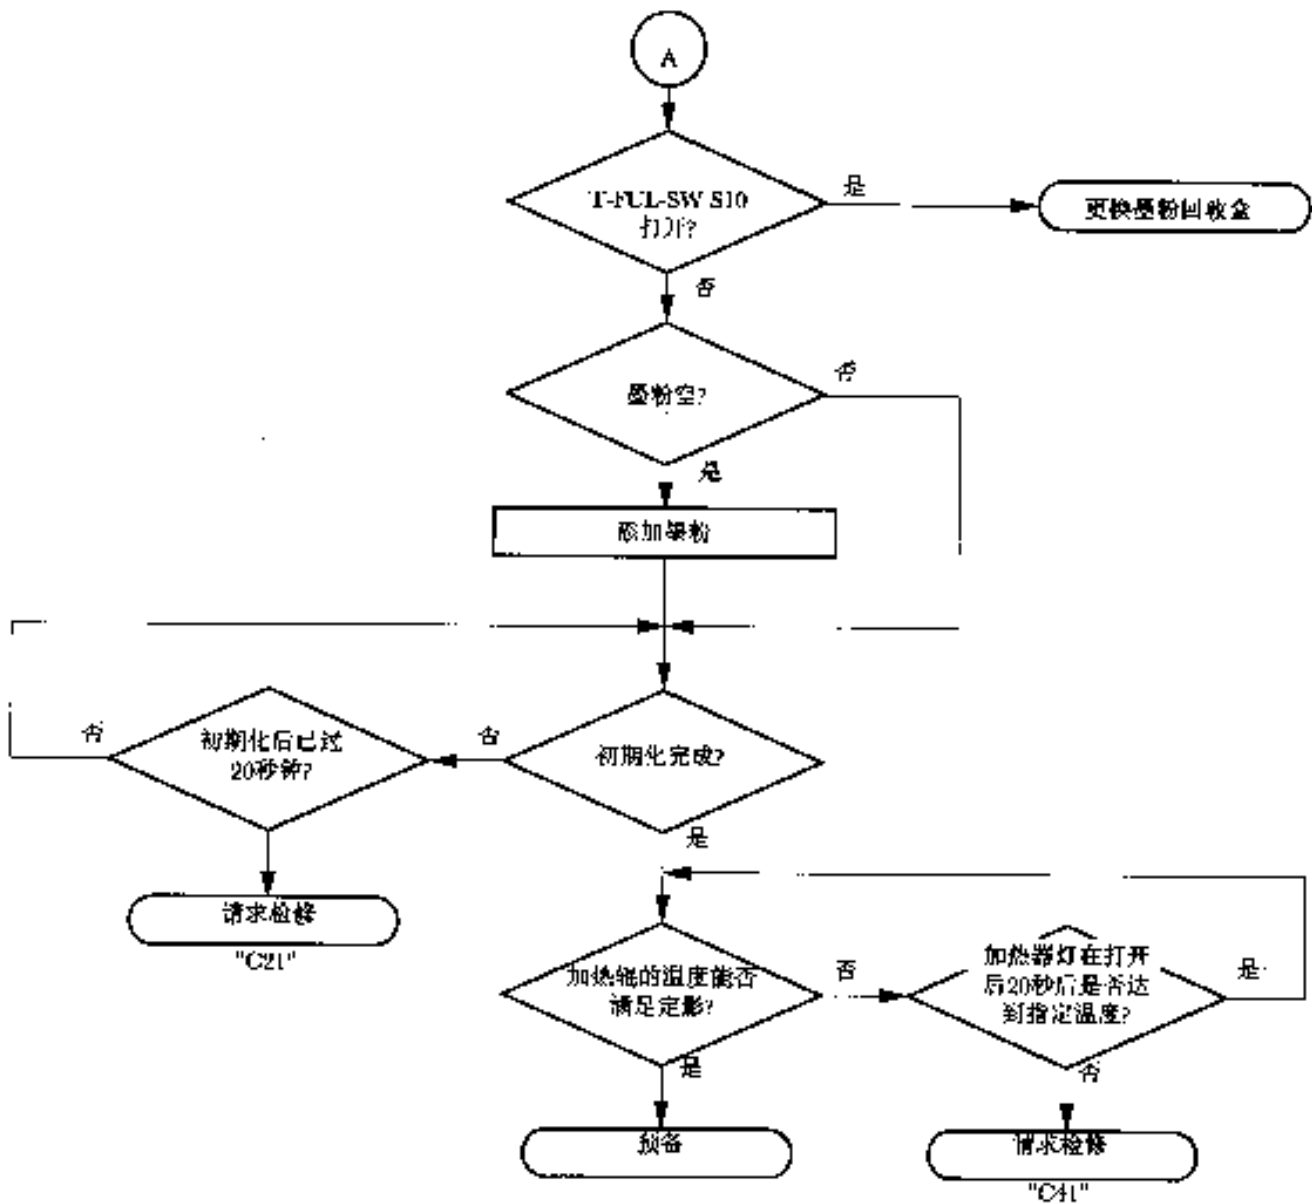 A
T-FUL-SW S10
打开?
是
更换墨粉回收盒
否
墨粉空?
否
是
添加墨粉
否
初期化后已过
20秒钟?
否
初期化完成?
是
请求检修
"C21"
加热辊的温度能否
满足定影?
否
加热器灯在打开
后20秒后是否达
到指定温度?
是
是
否
预备
请求检修
"C41"